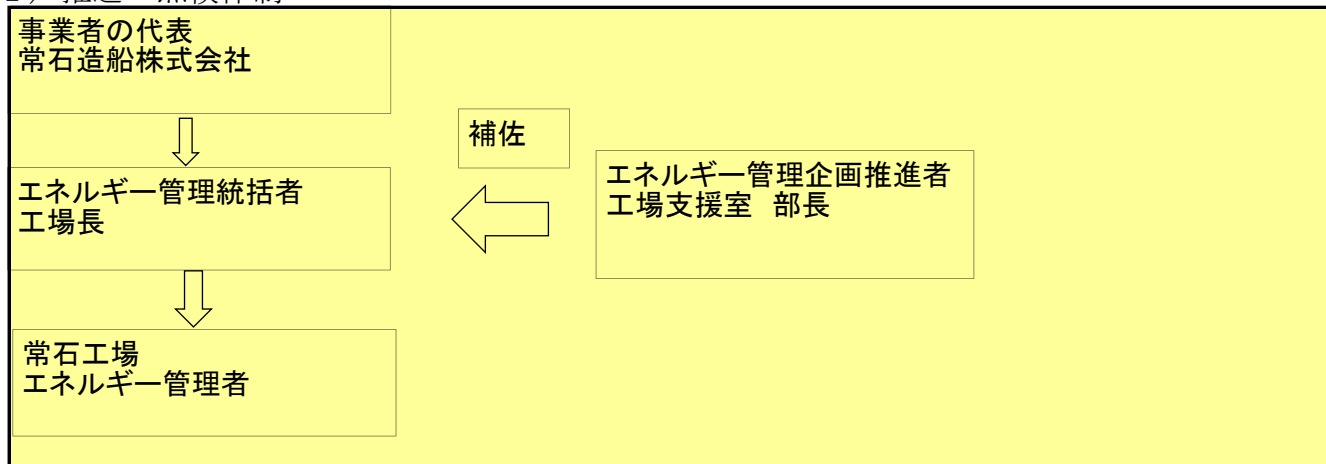 事業者の代表
常石造船株式会社
補佐
エネルギー管理統括者
工場長
エネルギー管理企画推進者
工場支援室　部長
常石工場
エネルギー管理者